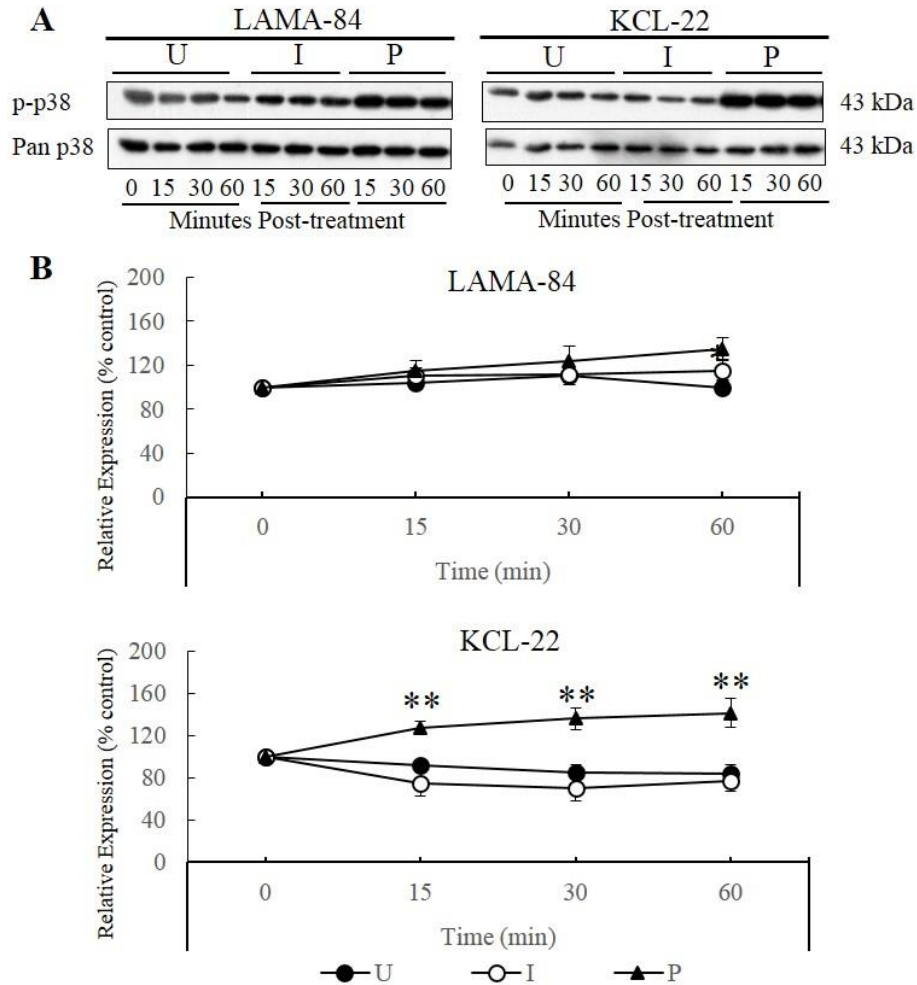 A
LAMA-84
KCL-22
U I P
U I P
p-p38
43 kDa
Pan p38
43 kDa
0 15 30 60 15 30 60 15 30 60
0 15 30 60 15 30 60 15 30 60
Minutes Post-treatment
Minutes Post-treatment
B
LAMA-84
Relative Expression (% control)
200
160
120
80
40
0
0 15 30 60
Time (min)
KCL-22
Relative Expression (% control)
200
160
120
80
40
0
** ** **
0 15 30 60
Time (min)
U I P